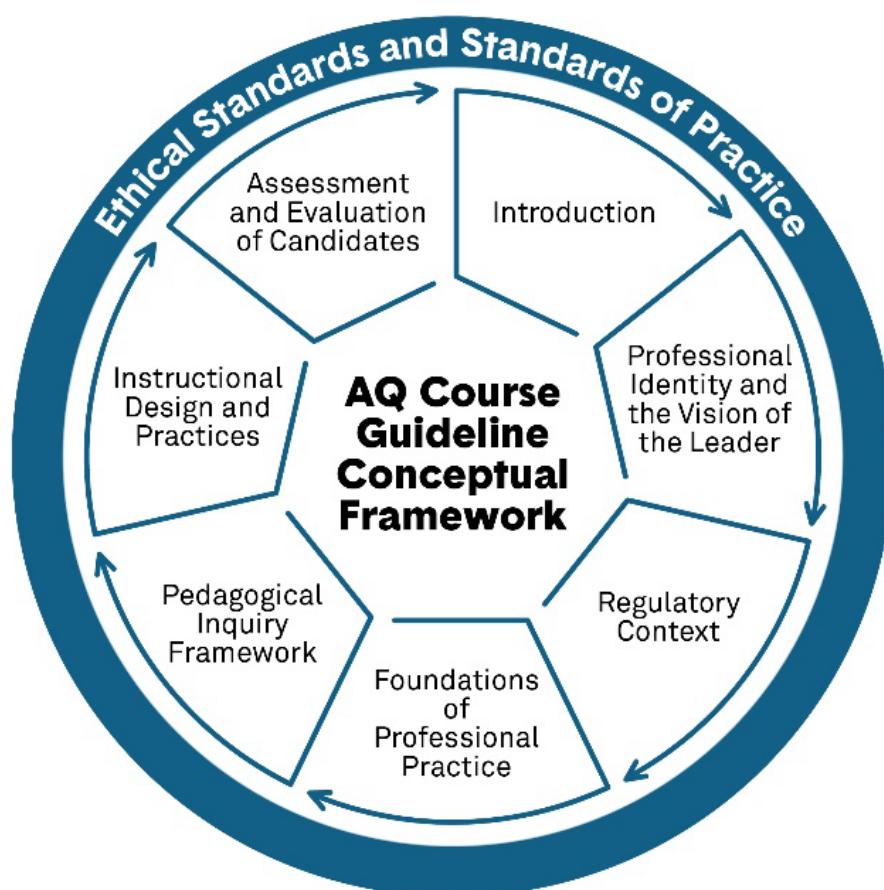 Ethical Standards and Standards of Practice
Introduction
Professional
Identity and
the Vision of
the Leader
Regulatory
Context
Foundations
of
Professional
Practice
Pedagogical
Inquiry
Framework
Instructional
Design and
Practices
Assessment
and Evaluation
of Candidates
AQ Course
Guideline
Conceptual
Framework